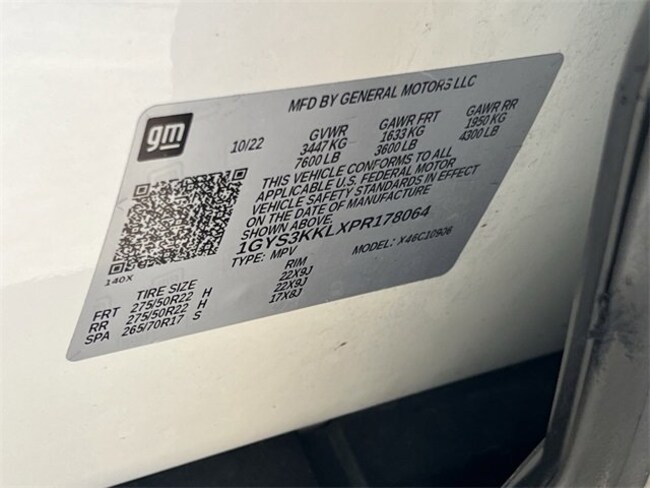 MFD BY GENERAL MOTORS LLC
gm
10/22 GVWR GAWR FRT GAWR RR
3447 KG 1633 KG 1950 KG
7600 LB 3600 LB 4300 LB
THIS VEHICLE CONFORMS TO ALL
APPLICABLE U.S. FEDERAL MOTOR
VEHICLE SAFETY STANDARDS IN EFFECT
ON THE DATE OF MANUFACTURE
SHOWN ABOVE.
1GYS3KKLXPR178064
TYPE: MPV MODEL: X46C10906
140X
TIRE SIZE RIM
FRT 275/50R22 H 22X9J
RR 275/50R22 H 22X9J
SPA 265/70R17 S 17X8J